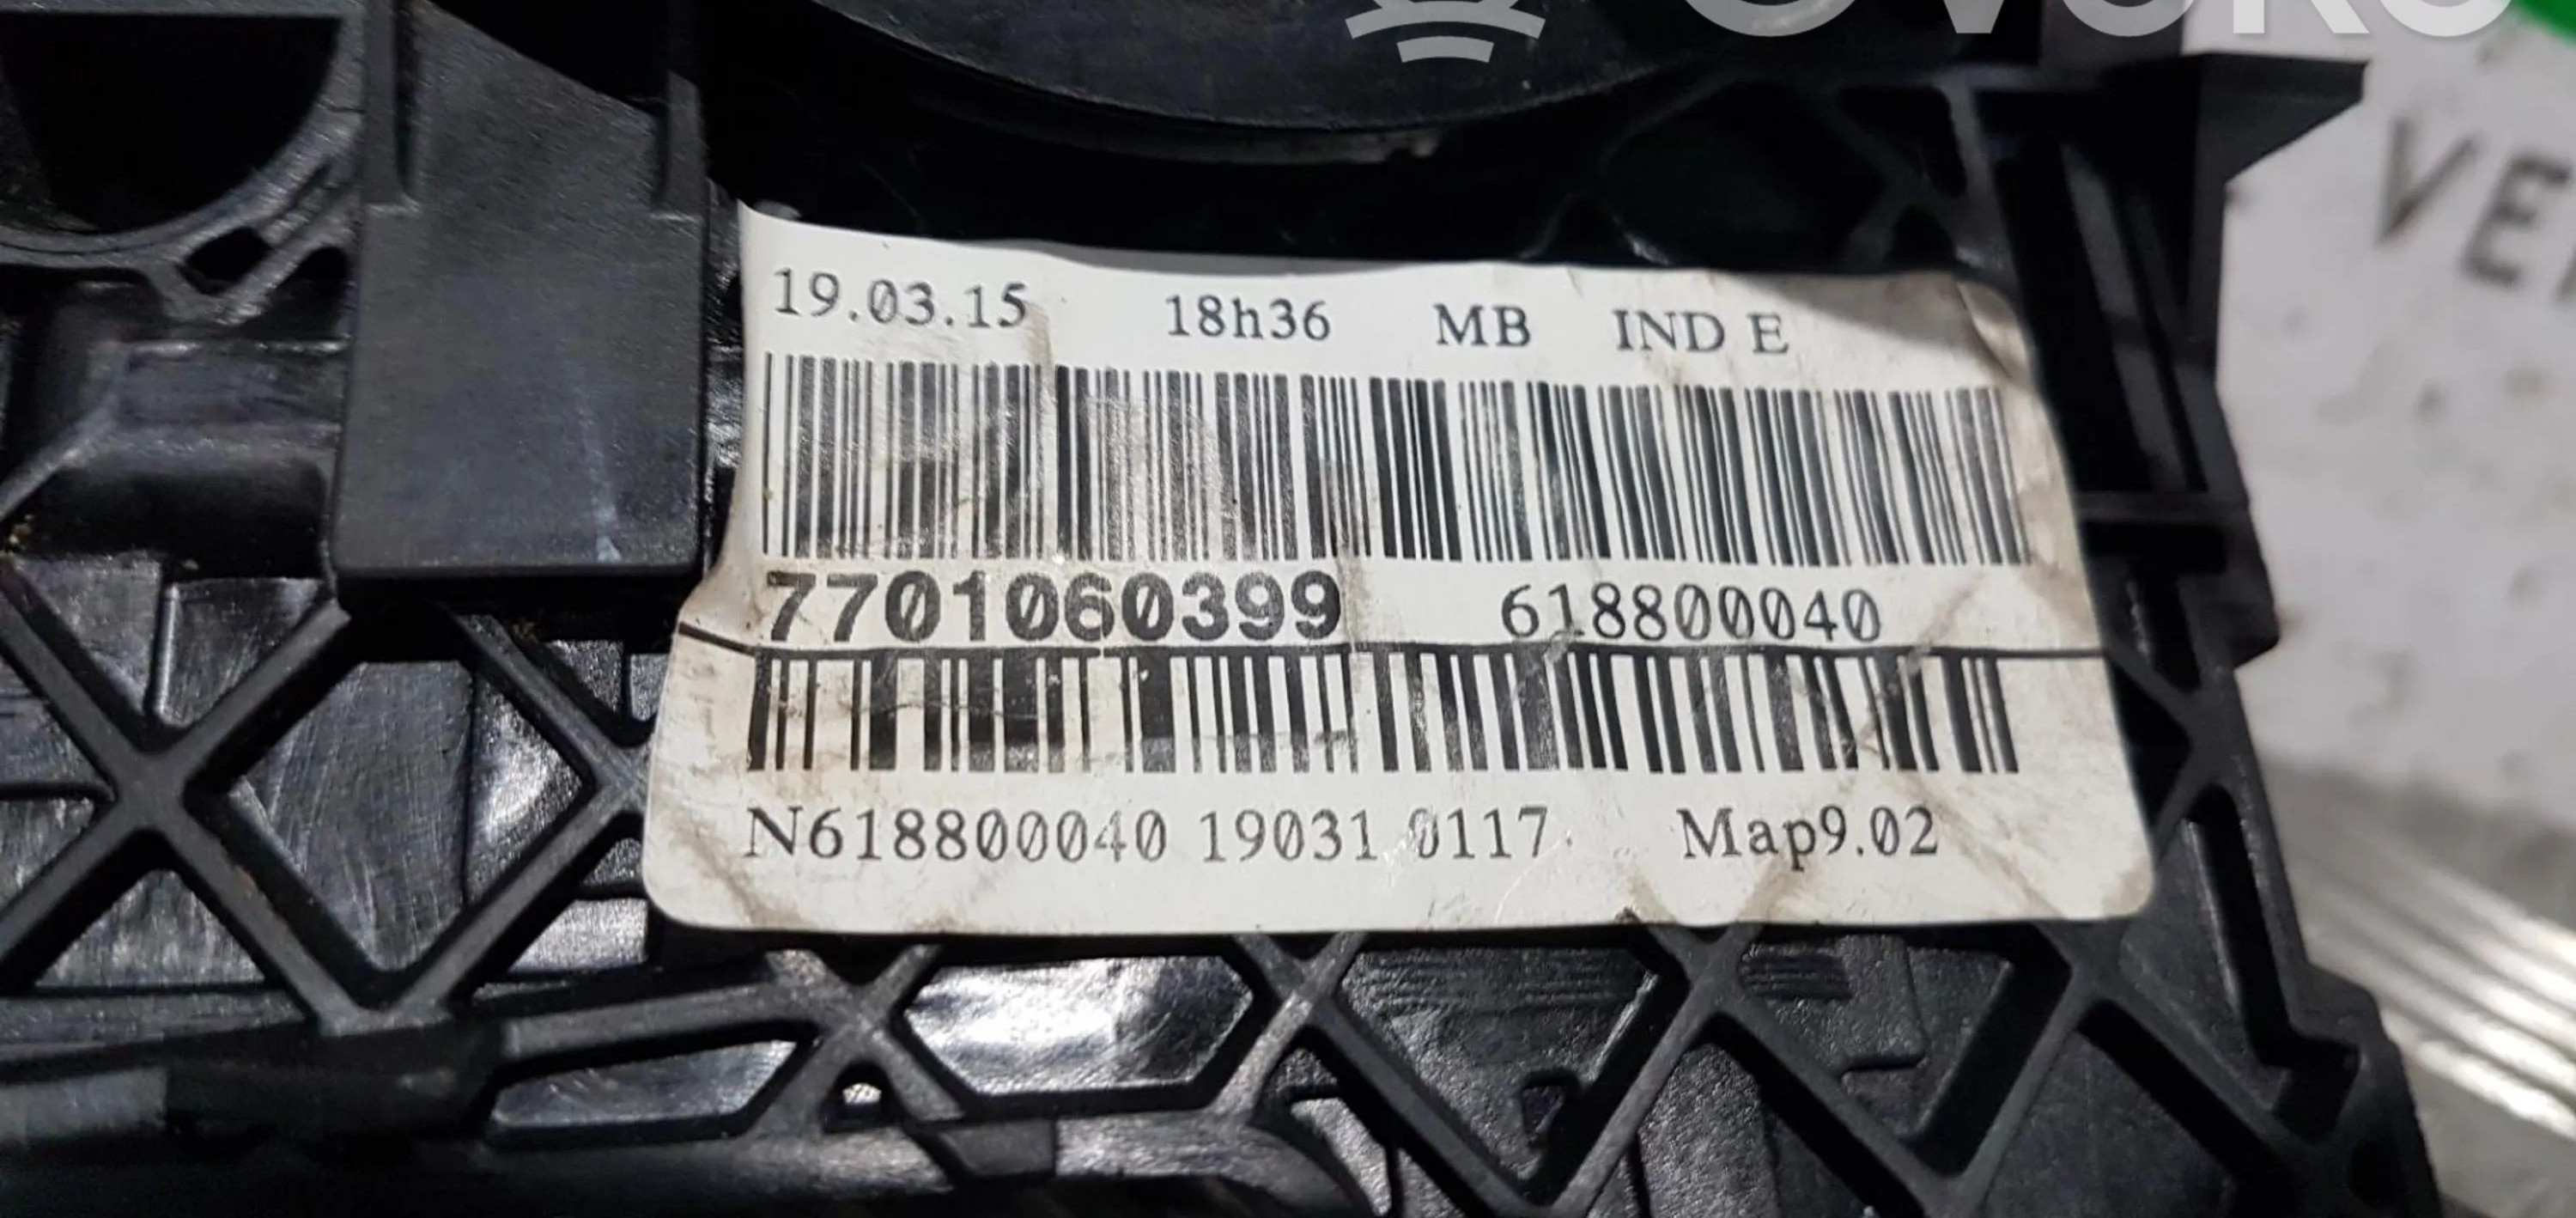 19.03.15 18h36 MB IND E
7701060399 618800040
N618800040 19031 0117 Map9.02